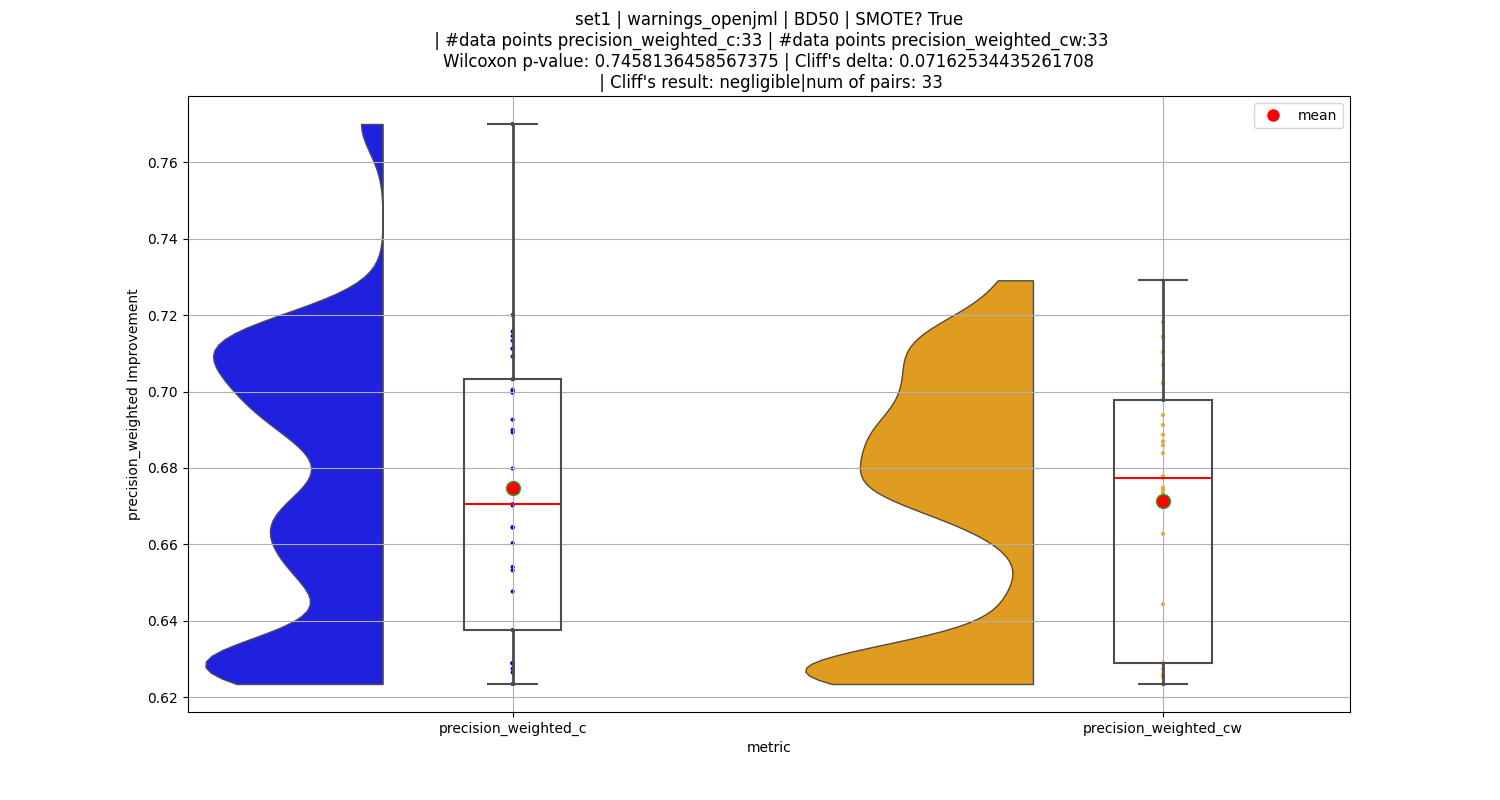 set1 | warnings_openjml | BD50 | SMOTE? True
| #data points precision_weighted_c:33 | #data points precision_weighted_cw:33
Wilcoxon p-value: 0.7458136458567375 | Cliff's delta: 0.07162534435261708
| Cliff's result: negligible|num of pairs: 33
mean
0.76
0.74
0.72
0.70
0.68
0.66
0.64
0.62
precision_weighted Improvement
precision_weighted_c
precision_weighted_cw
metric